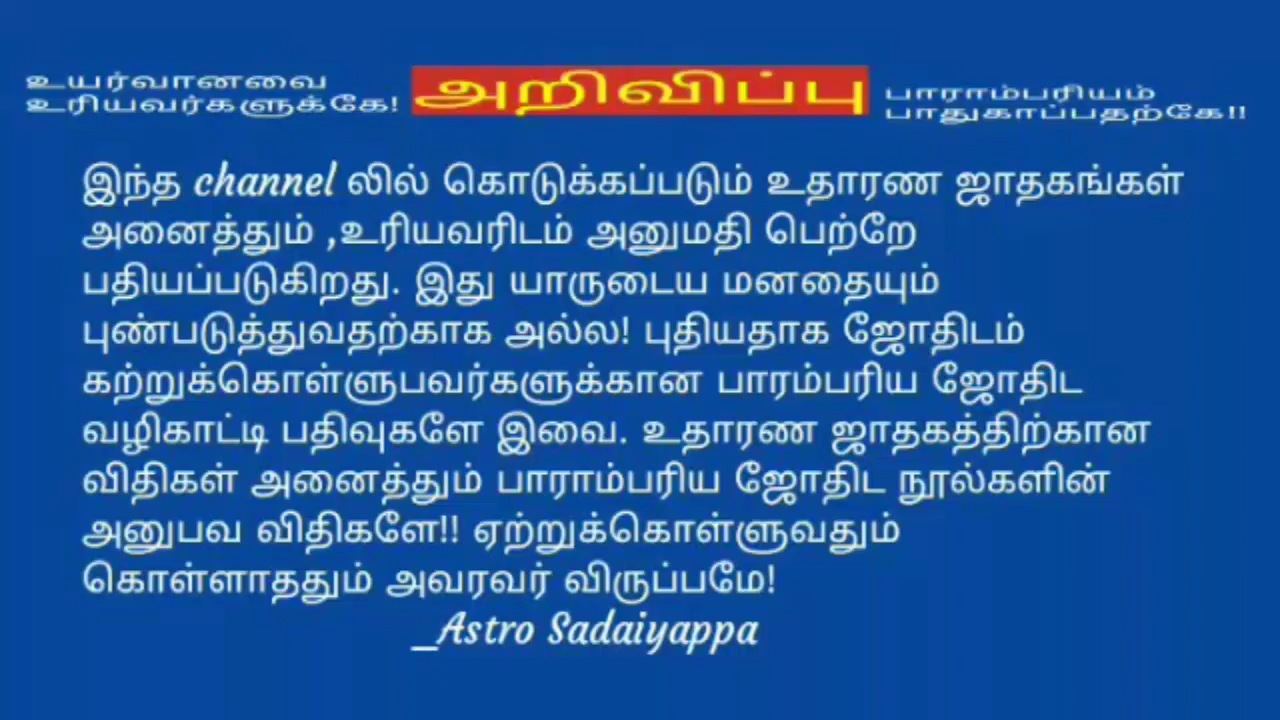 உயர்வானவை
உரியவர்களுக்கே!
அறிவிப்பு
பாராம்பரியம்
பாதுகாப்பதற்கே!!
இந்த channel லில் கொடுக்கப்படும் உதாரண ஜாதகங்கள்
அனைத்தும் ,உரியவரிடம் அனுமதி பெற்றே
பதியப்படுகிறது. இது யாருடைய மனதையும்
புண்படுத்துவதற்காக அல்ல! புதியதாக ஜோதிடம்
கற்றுக்கொள்ளுபவர்களுக்கான பாரம்பரிய ஜோதிட
வழிகாட்டி பதிவுகளே இவை. உதாரண ஜாதகத்திற்கான
விதிகள் அனைத்தும் பாராம்பரிய ஜோதிட நூல்களின்
அனுபவ விதிகளே!! ஏற்றுக்கொள்ளுவதும்
கொள்ளாததும் அவரவர் விருப்பமே!
_Astro Sadaiyappa